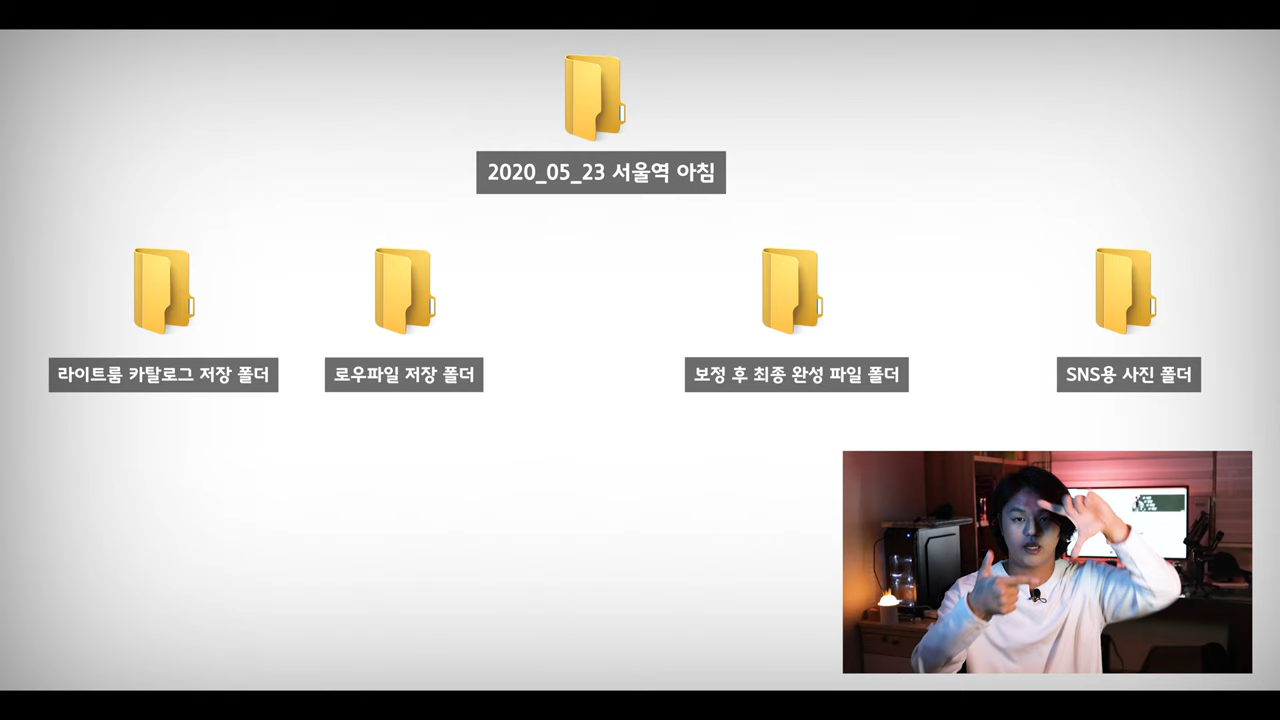 2020_05_23 서울역 아침
라이트룸 카탈로그 저장 폴더
로우파일 저장 폴더
보정 후 최종 완성 파일 폴더
SNS용 사진 폴더